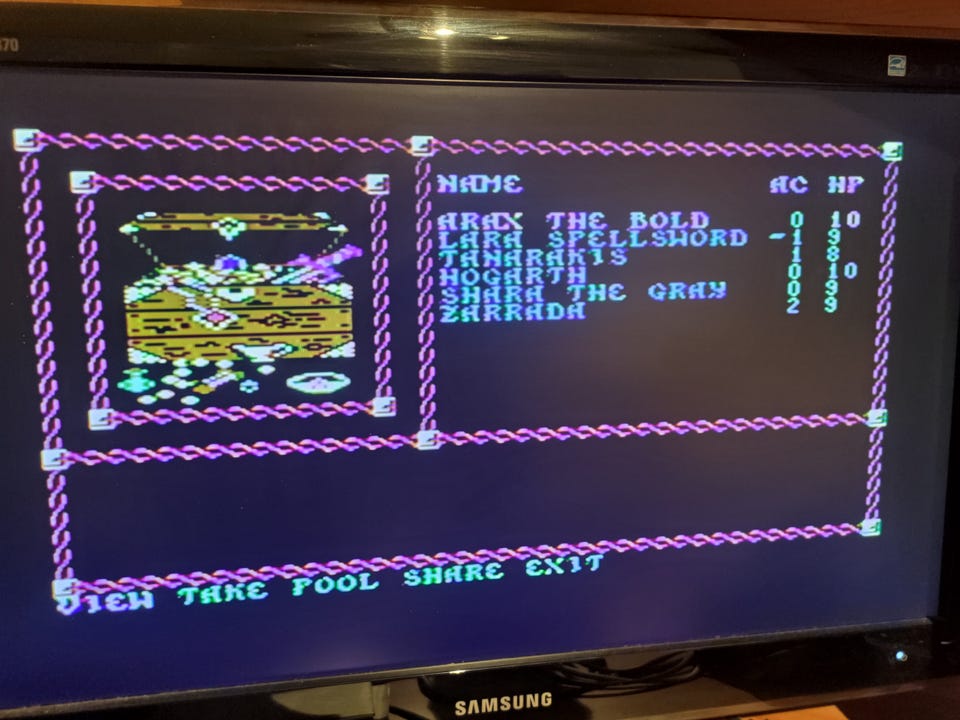 70
NAME AC HP
ARAX THE BOLD 0 10
LARA SPELLSWORD -1 9
TANARAKIS 1 8
HOGARTH 0 10
SHARA THE GRAY 0 9
ZARRADA 2 9
VIEW TAKE POOL SHARE EXIT
SAMSUNG